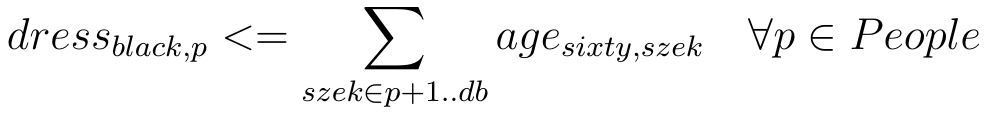 $dress_{black,p} <= \sum_{szek \in p+1..db} age_{sixty,szek} \quad \forall p \in People$